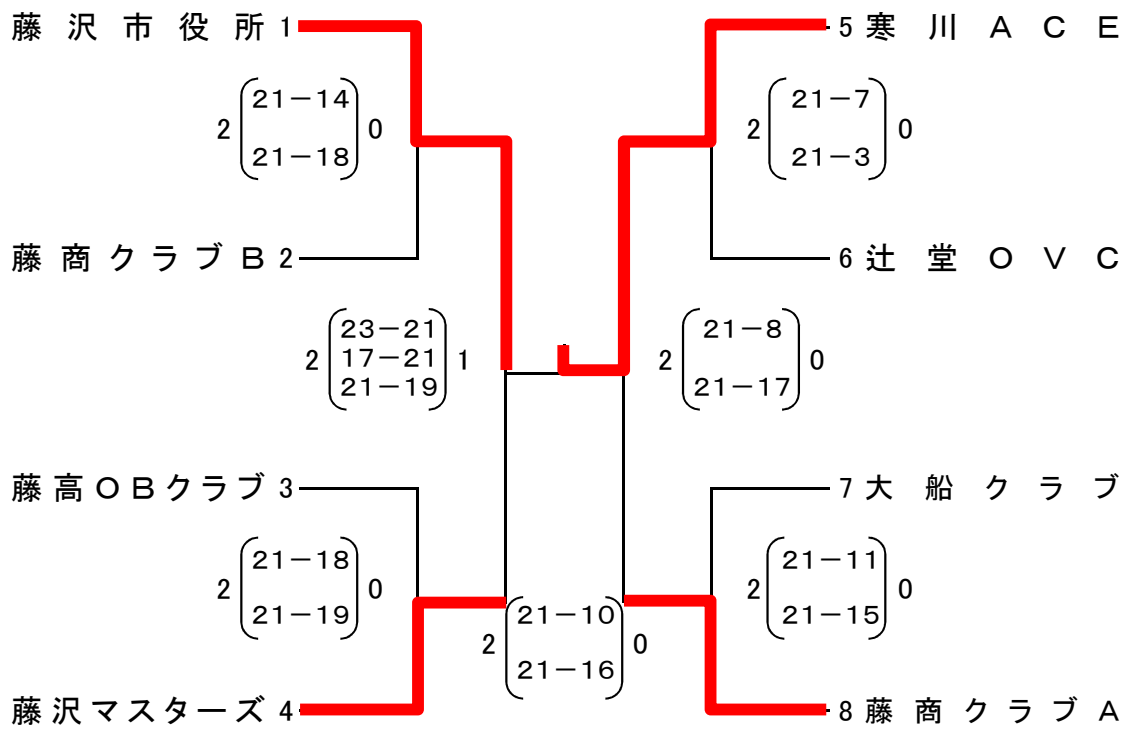 藤沢市役所 1
5 寒川ACE
2 21-14 0
21-18
2 21-7 0
21-3
藤商クラブB 2
6 辻堂OVC
2 23-21 1
17-21
21-19
2 21-8 0
21-17
藤高OBクラブ 3
7 大船クラブ
2 21-18 0
21-19
2 21-11 0
21-15
2 21-10 0
21-16
藤沢マスターズ 4
8 藤商クラブA